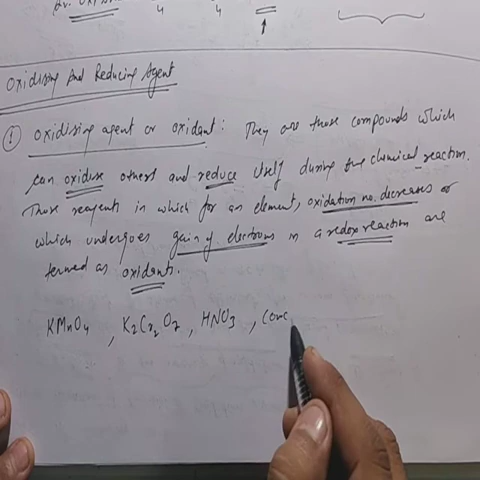 4 4
Oxidising And Reducing Agent
① Oxidising agent or oxidant: They are those compounds which
can oxidise others and reduce itself during the chemical reaction.
Those reagents in which for an element, oxidation no. decreases or
which undergoes gain of electrons in a redox reaction are
termed as oxidants.
KMnO4, K2Cr2O7, HNO3, Conc